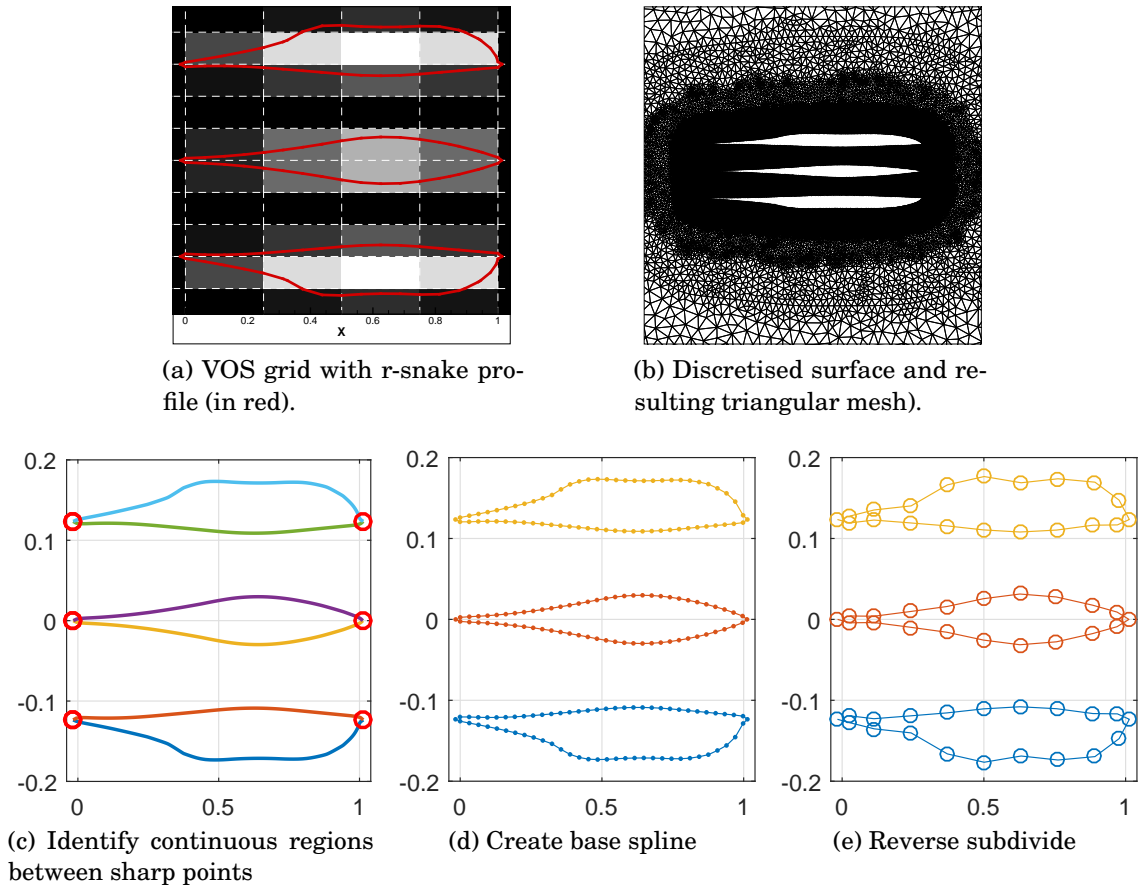 0 0.2 0.4 0.6 0.8 1
X
(a) VOS grid with r-snake pro-
file (in red).
(b) Discretised surface and re-
sulting triangular mesh).
0.2
0.1
0
-0.1
-0.2
0 0.5 1
(c) Identify continuous regions
between sharp points
0.2
0.1
0
-0.1
-0.2
0 0.5 1
(d) Create base spline
0.2
0.1
0
-0.1
-0.2
0 0.5 1
(e) Reverse subdivide